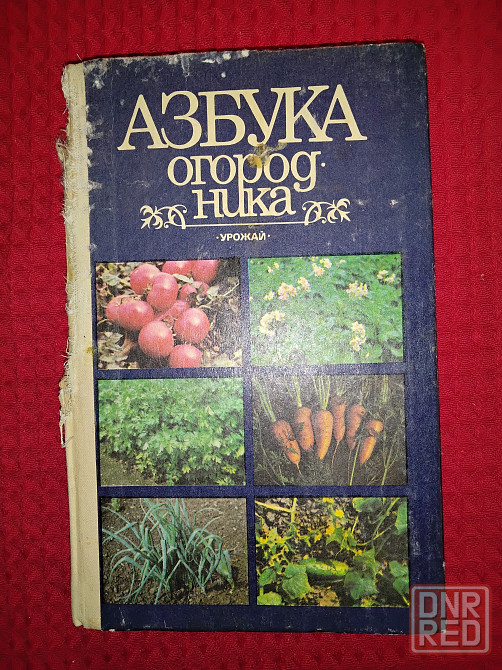 АЗБУКА
огород·
ника
·УРОЖАЙ·
DNR
RED